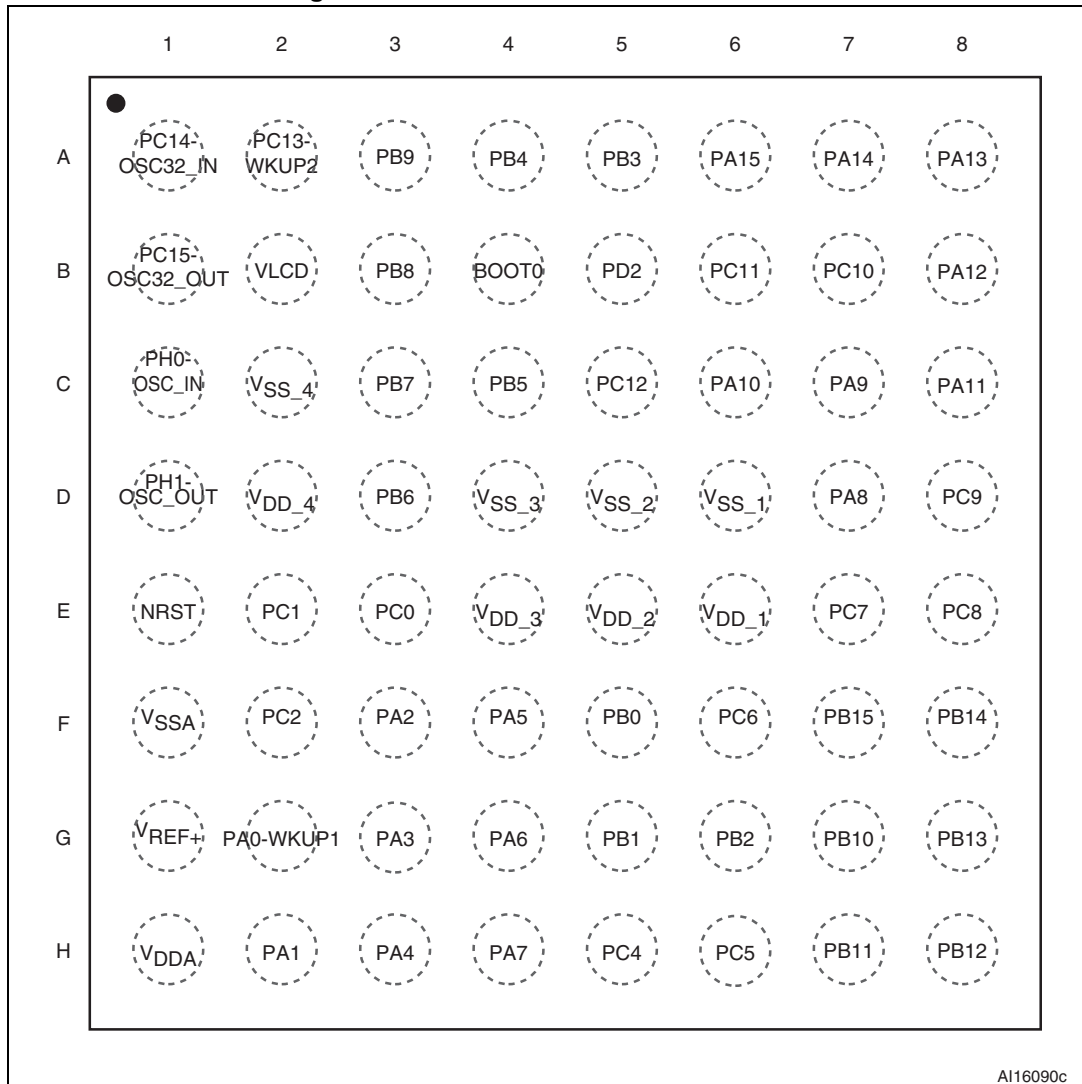 1 2 3 4 5 6 7 8
A PC14-OSC32_IN PC13-WKUP2 PB9 PB4 PB3 PA15 PA14 PA13
B PC15-OSC32_OUT VLCD PB8 BOOT0 PD2 PC11 PC10 PA12
C PH0-OSC_IN VSS_4 PB7 PB5 PC12 PA10 PA9 PA11
D PH1-OSC_OUT VDD_4 PB6 VSS_3 VSS_2 VSS_1 PA8 PC9
E NRST PC1 PC0 VDD_3 VDD_2 VDD_1 PC7 PC8
F VSSA PC2 PA2 PA5 PB0 PC6 PB15 PB14
G VREF+ PA0-WKUP1 PA3 PA6 PB1 PB2 PB10 PB13
H VDDA PA1 PA4 PA7 PC4 PC5 PB11 PB12
AI16090c